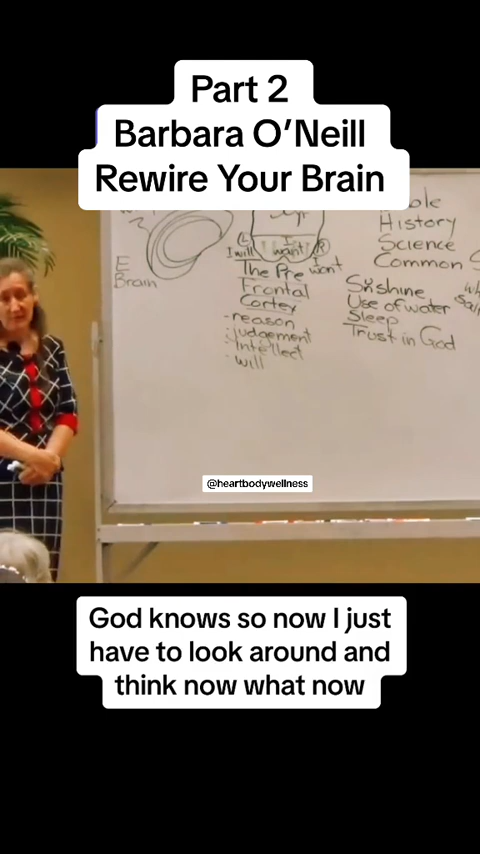 Part 2
Barbara O'Neill
Rewire Your Brain
History
Science
Common
Sunshine
Use of water
Sleep
Trust in God
L
I
R
I will
want
won't
The Pre
Frontal
Cortex
- reason
- judgement
- Intellect
- will
E
Brain
@heartbodywellness
God knows so now I just
have to look around and
think now what now